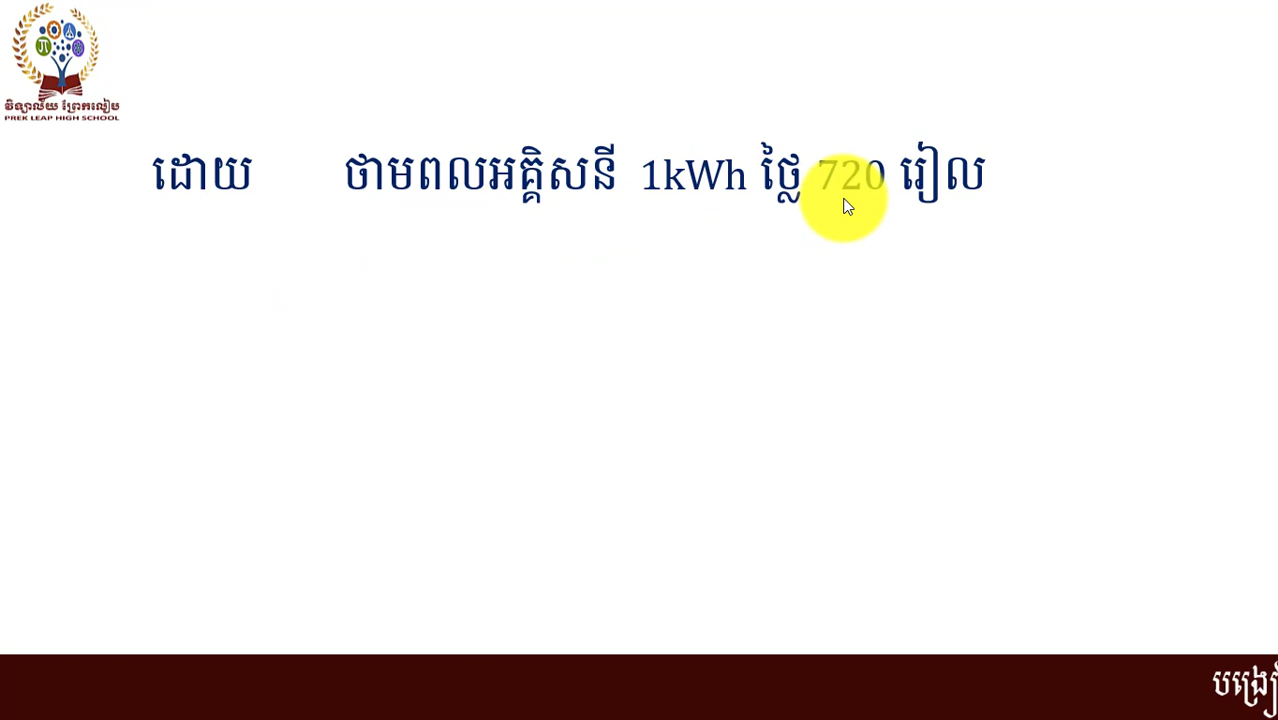 វិទ្យាល័យ ព្រែកលៀប
PREK LEAP HIGH SCHOOL
ដោយ ថាមពលអគ្គិសនី 1kWh ថ្លៃ 720 រៀល